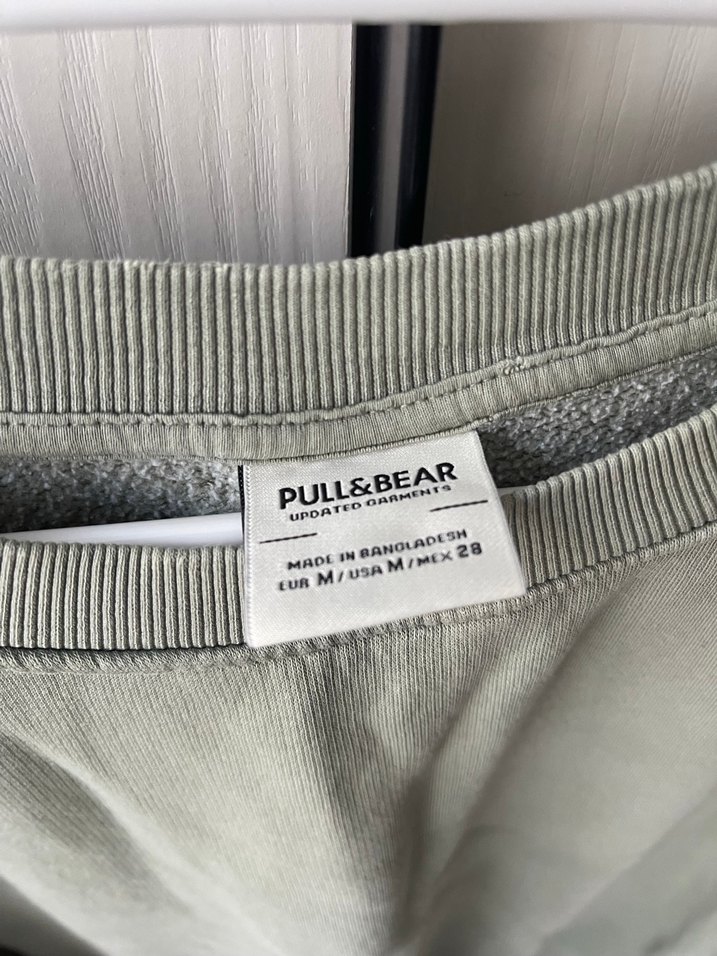 PULL&BEAR
UPDATED GARMENTS
MADE IN BANGLADESH
EUR M/USA M/MEX 28